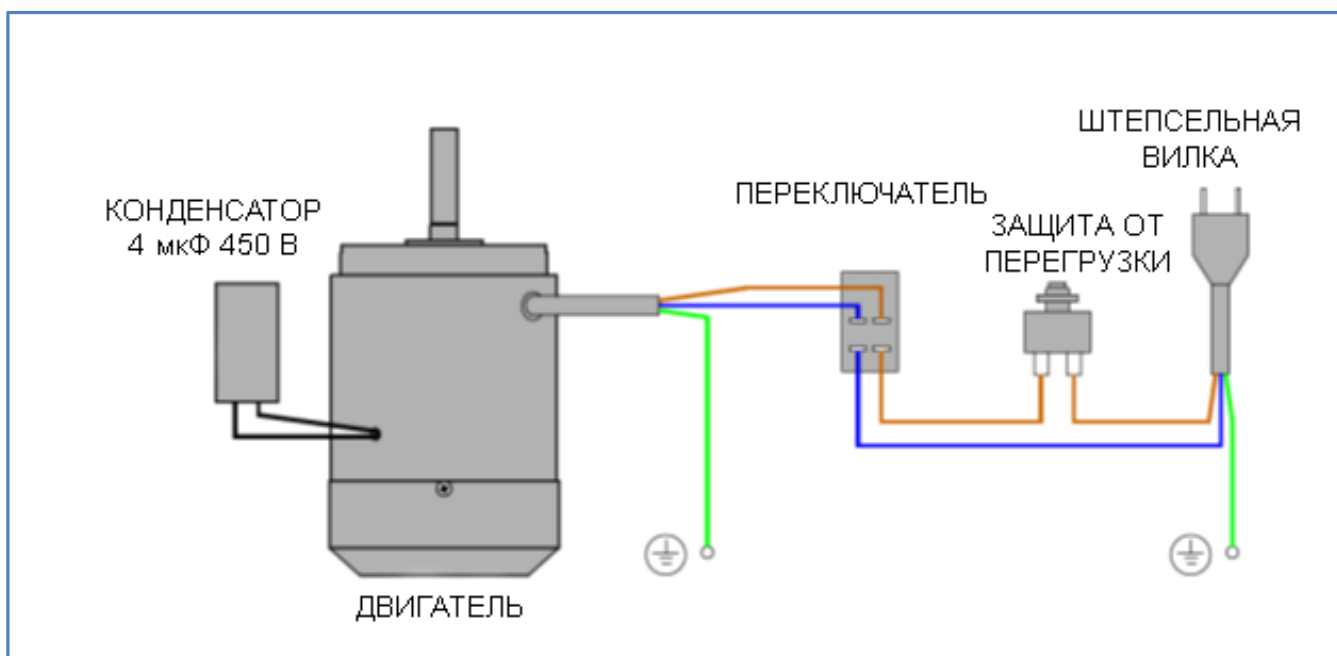 ШТЕПСЕЛЬНАЯ
ВИЛКА
ПЕРЕКЛЮЧАТЕЛЬ
КОНДЕНСАТОР
4 мкФ 450 В
ЗАЩИТА ОТ
ПЕРЕГРУЗКИ
ДВИГАТЕЛЬ